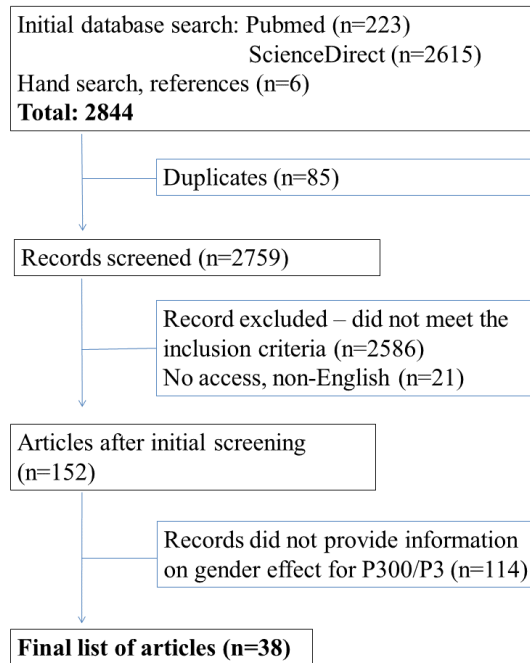 Initial database search: Pubmed (n=223)
ScienceDirect (n=2615)
Hand search, references (n=6)
Total: 2844
Duplicates (n=85)
Records screened (n=2759)
Record excluded – did not meet the
inclusion criteria (n=2586)
No access, non-English (n=21)
Articles after initial screening
(n=152)
Records did not provide information
on gender effect for P300/P3 (n=114)
Final list of articles (n=38)